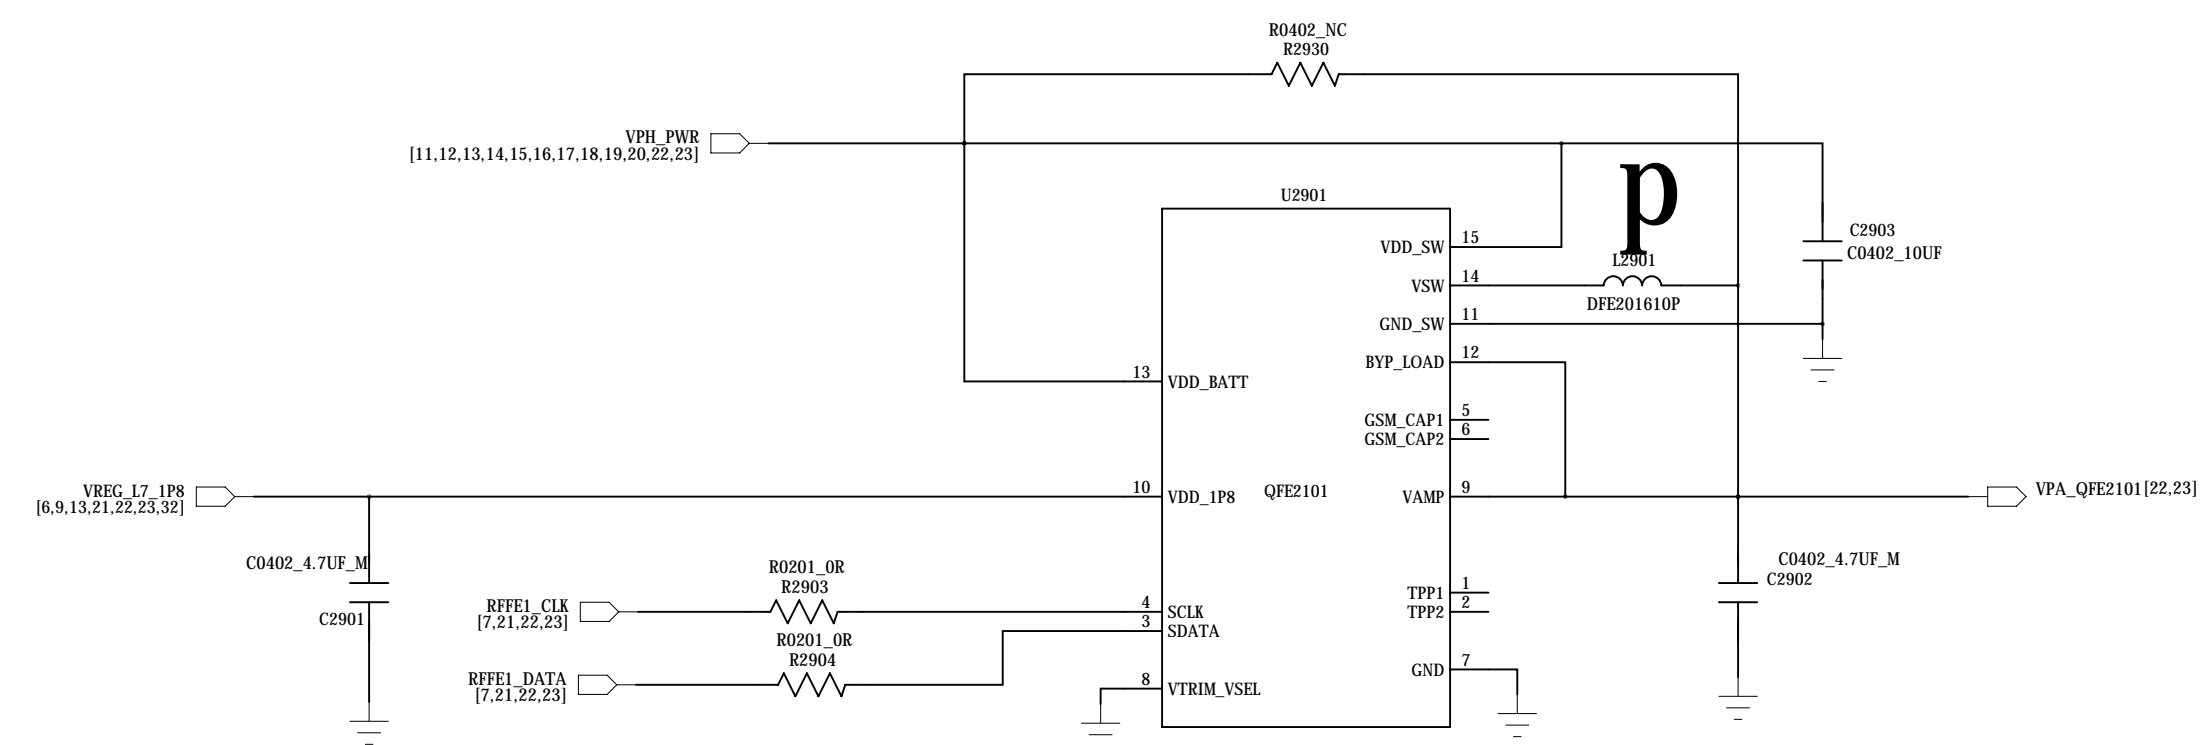 R0402_NC
R2930
VPH_PWR
[11,12,13,14,15,16,17,18,19,20,22,23]
p
U2901
VDD_SW 15
C2903
C0402_10UF
L2901
VSW 14
DFE201610P
GND_SW 11
BYP_LOAD 12
13 VDD_BATT
GSM_CAP1 5
GSM_CAP2 6
VREG_L7_1P8
[6,9,13,21,22,23,32]
10 VDD_1P8
QFE2101
VAMP 9
VPA_QFE2101[22,23]
C0402_4.7UF_M
C2901
C0402_4.7UF_M
C2902
R0201_0R
R2903
RFFE1_CLK
[7,21,22,23]
4 SCLK
3 SDATA
TPP1 1
TPP2 2
R0201_0R
R2904
RFFE1_DATA
[7,21,22,23]
8 VTRIM_VSEL
GND 7